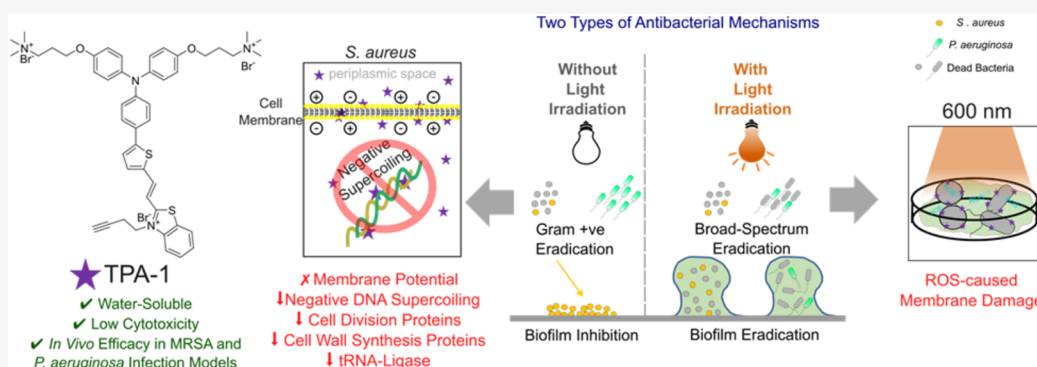 N⁺
Br⁻
O
O
N⁺
Br⁻
N
S
Br⁻
S
N⁺
TPA-1
✔ Water-Soluble
✔ Low Cytotoxicity
✔ In Vivo Efficacy in MRSA and
P. aeruginosa Infection Models
S. aureus
periplasmic space
+ − − +
Cell
Membrane
− + − +
Negative
Supercoiling
✗ Membrane Potential
↓Negative DNA Supercoiling
↓ Cell Division Proteins
↓ Cell Wall Synthesis Proteins
↓ tRNA-Ligase
Two Types of Antibacterial Mechanisms
Without
Light
Irradiation
Gram +ve
Eradication
Biofilm Inhibition
With
Light
Irradiation
Broad-Spectrum
Eradication
Biofilm Eradication
S. aureus
P. aeruginosa
Dead Bacteria
600 nm
ROS-caused
Membrane Damage